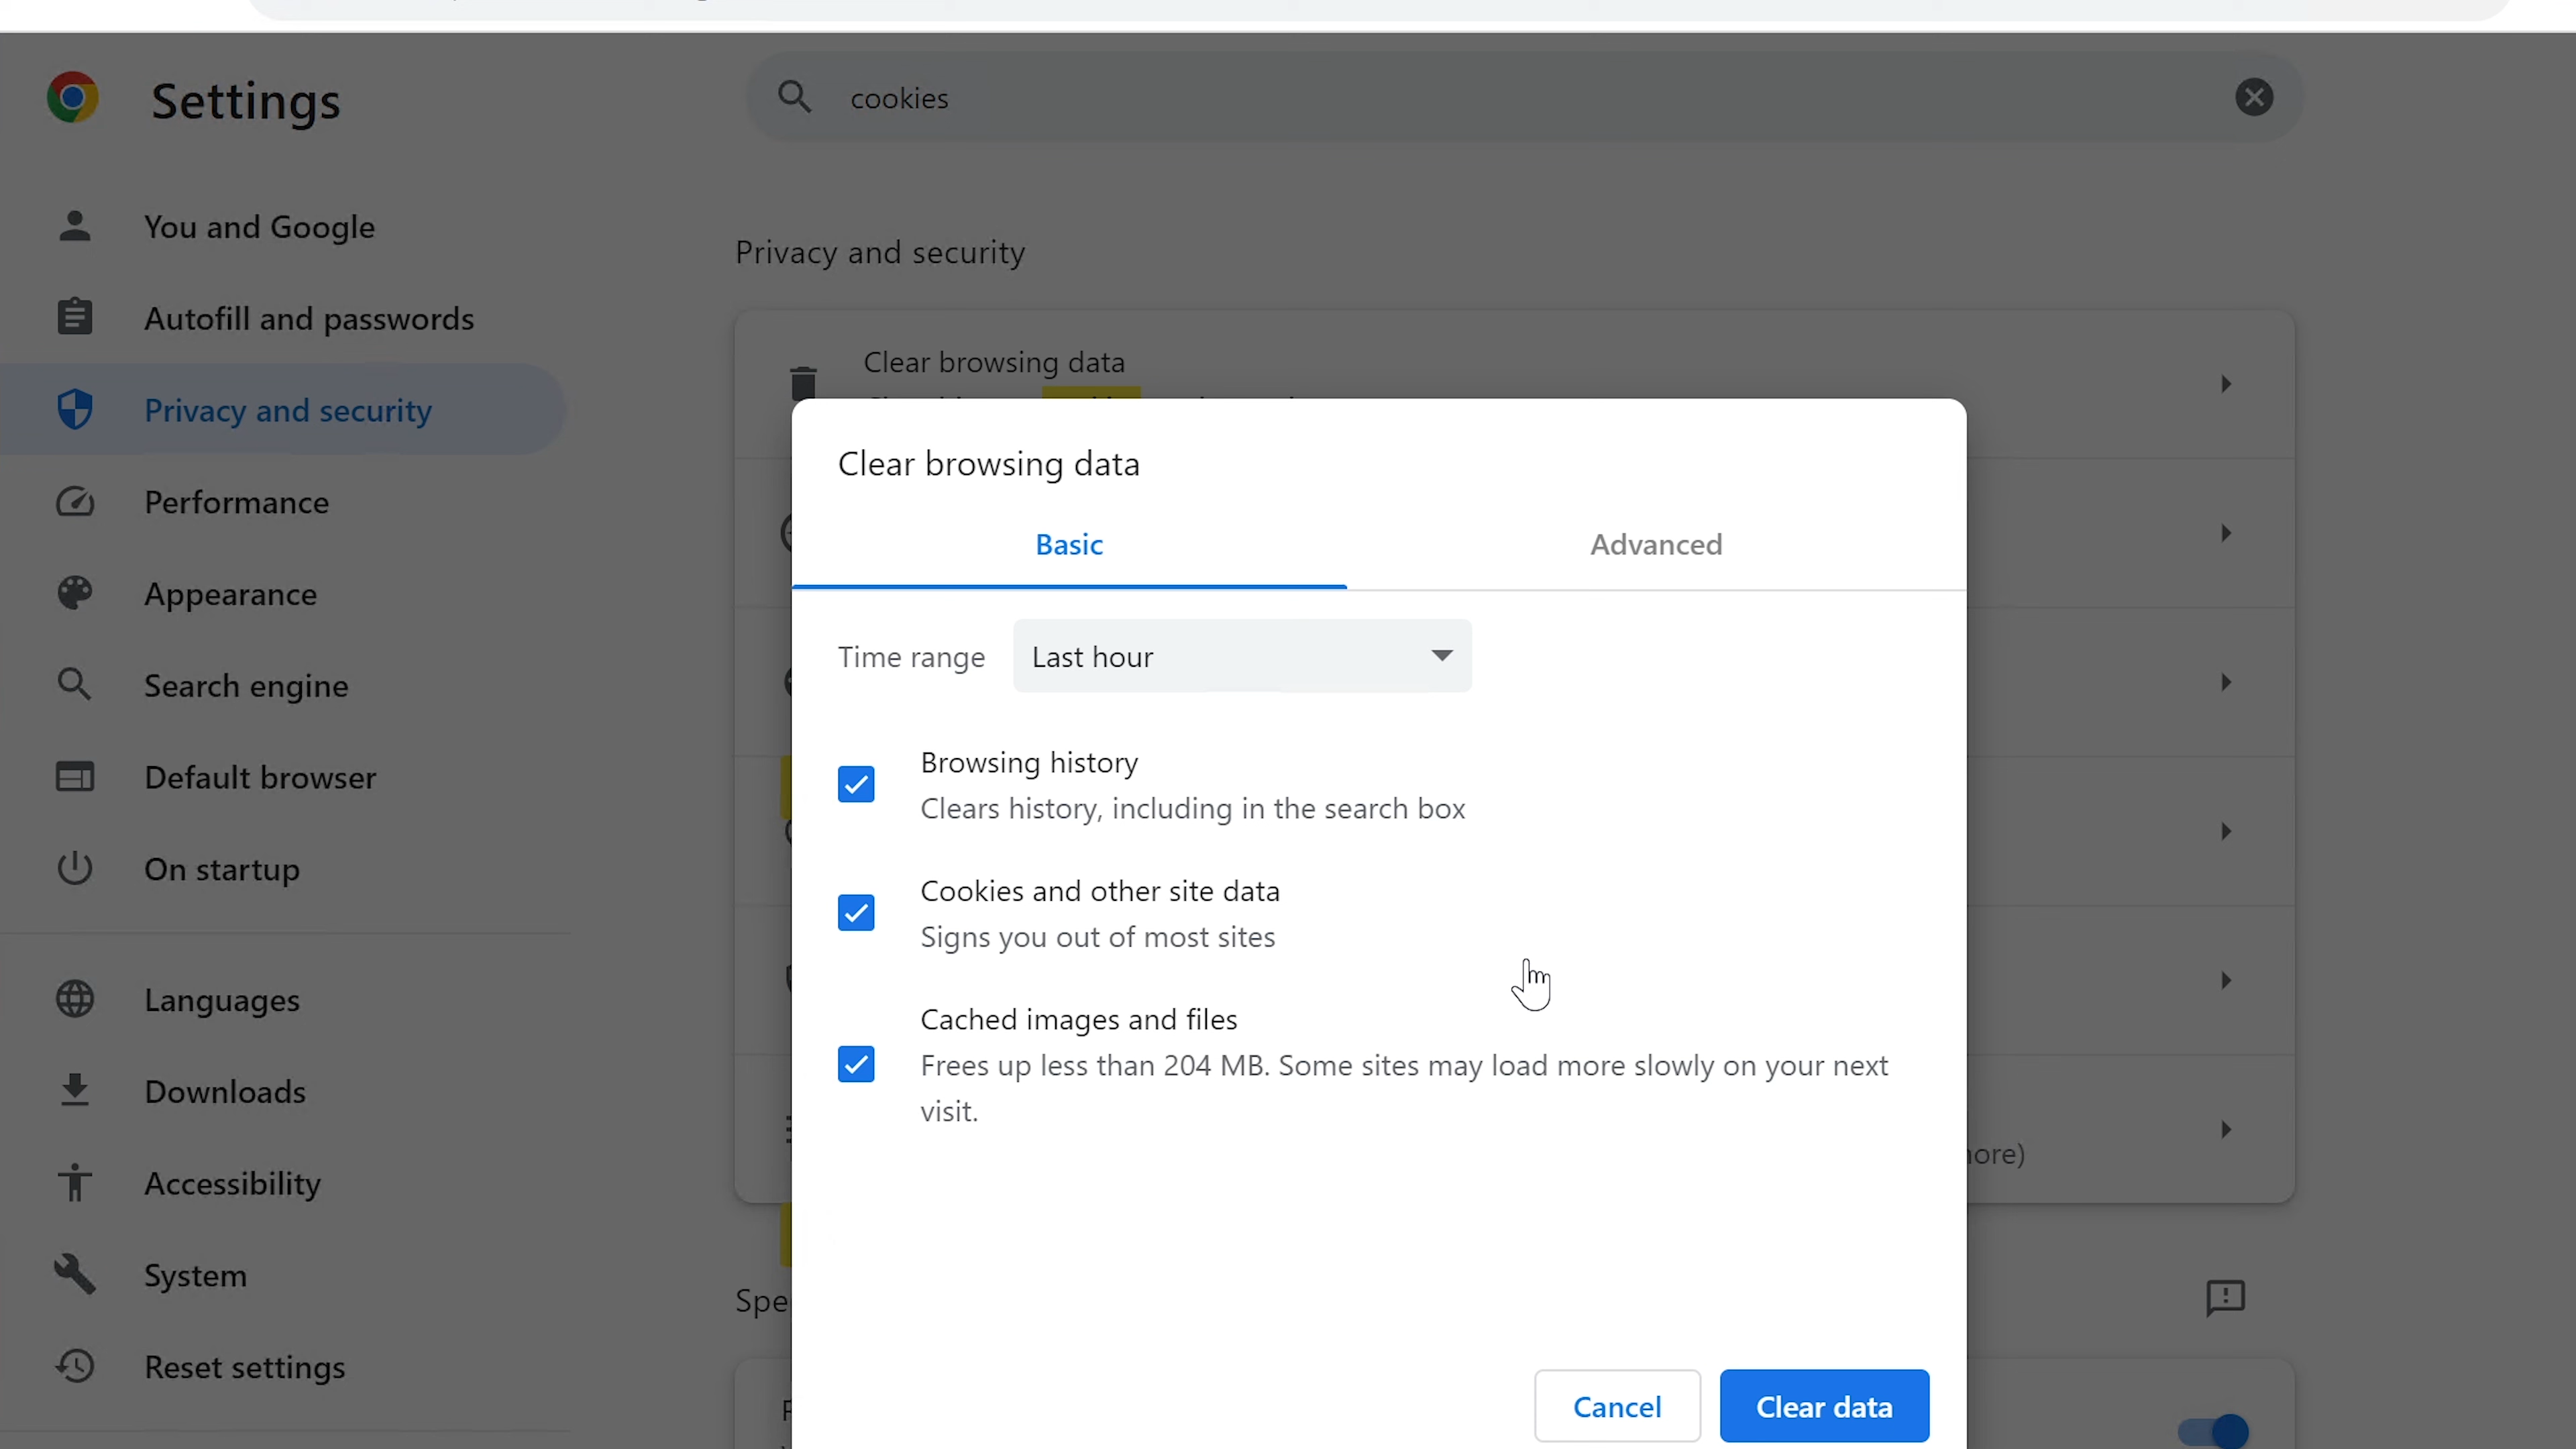 Settings
cookies
You and Google
Autofill and passwords
Privacy and security
Performance
Appearance
Search engine
Default browser
On startup
Languages
Downloads
Accessibility
System
Reset settings
Privacy and security
Clear browsing data
Clear browsing data
Basic
Advanced
Time range
Last hour
Browsing history
Clears history, including in the search box
Cookies and other site data
Signs you out of most sites
Cached images and files
Frees up less than 204 MB. Some sites may load more slowly on your next
visit.
Cancel
Clear data